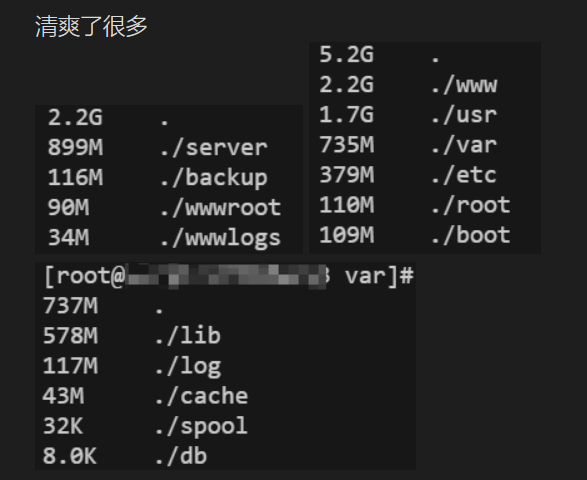 清爽了很多
2.2G .
899M ./server
116M ./backup
90M ./wwwroot
34M ./wwwlogs
5.2G .
2.2G ./www
1.7G ./usr
735M ./var
379M ./etc
110M ./root
109M ./boot
[root@ var]#
737M .
578M ./lib
117M ./log
43M ./cache
32K ./spool
8.0K ./db